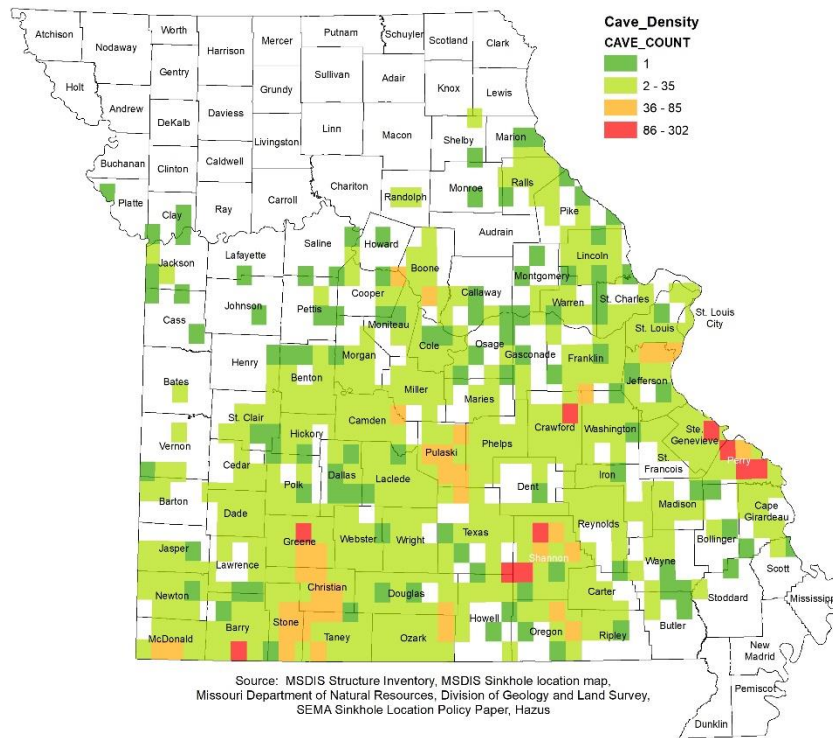 Cave_Density
CAVE_COUNT
1
2 - 35
36 - 85
86 - 302
Atchison
Nodaway
Worth
Harrison
Mercer
Putnam
Schuyler
Scotland
Clark
Holt
Gentry
Grundy
Sullivan
Adair
Knox
Lewis
Andrew
DeKalb
Daviess
Livingston
Linn
Macon
Shelby
Marion
Buchanan
Clinton
Caldwell
Chariton
Randolph
Monroe
Ralls
Platte
Clay
Ray
Carroll
Pike
Audrain
Saline
Howard
Boone
Montgomery
Lincoln
Jackson
Lafayette
Cooper
Callaway
Warren
St. Charles
St. Louis
City
Cass
Johnson
Pettis
Moniteau
Cole
Osage
Gasconade
Franklin
St. Louis
Henry
Benton
Morgan
Miller
Maries
Jefferson
Bates
St. Clair
Camden
Hickory
Crawford
Washington
Ste.
Genevieve
Vernon
Cedar
Pulaski
Phelps
St.
Francois
Perry
Polk
Dallas
Laclede
Dent
Iron
Barton
Dade
Madison
Cape
Girardeau
Jasper
Greene
Webster
Wright
Texas
Reynolds
Bollinger
Lawrence
Shannon
Wayne
Scott
Newton
Christian
Douglas
Carter
Stoddard
Mississippi
McDonald
Barry
Stone
Taney
Ozark
Howell
Oregon
Ripley
Butler
New
Madrid
Pemiscot
Dunklin
Source: MSDIS Structure Inventory, MSDIS Sinkhole location map,
Missouri Department of Natural Resources, Division of Geology and Land Survey,
SEMA Sinkhole Location Policy Paper, Hazus